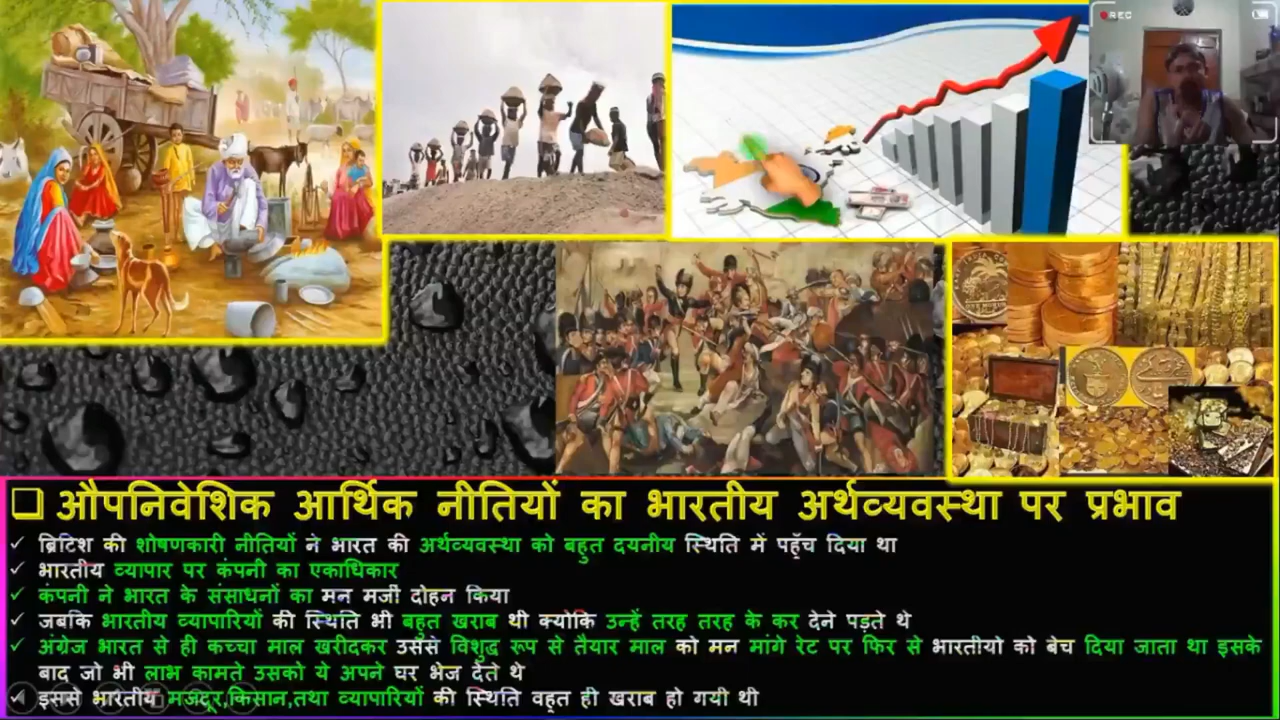 REC
❑ औपनिवेशिक आर्थिक नीतियों का भारतीय अर्थव्यवस्था पर प्रभाव
✓ ब्रिटिश की शोषणकारी नीतियों ने भारत की अर्थव्यवस्था को बहुत दयनीय स्थिति में पहुँच दिया था
✓ भारतीय व्यापार पर कंपनी का एकाधिकार
✓ कंपनी ने भारत के संसाधनों का मन मर्जी दोहन किया
✓ जबकि भारतीय व्यापारियों की स्थिति भी बहुत खराब थी क्योकि उन्हें तरह तरह के कर देने पड़ते थे
✓ अंग्रेज भारत से ही कच्चा माल खरीदकर उससे विशुद्ध रूप से तैयार माल को मन मांगे रेट पर फिर से भारतीयो को बेच दिया जाता था इसके
बाद जो भी लाभ कामते उसको ये अपने घर भेज देते थे
✓ इससे भारतीय मजदूर,किसान,तथा व्यापारियों की स्थिति वहुत ही खराब हो गयी थी